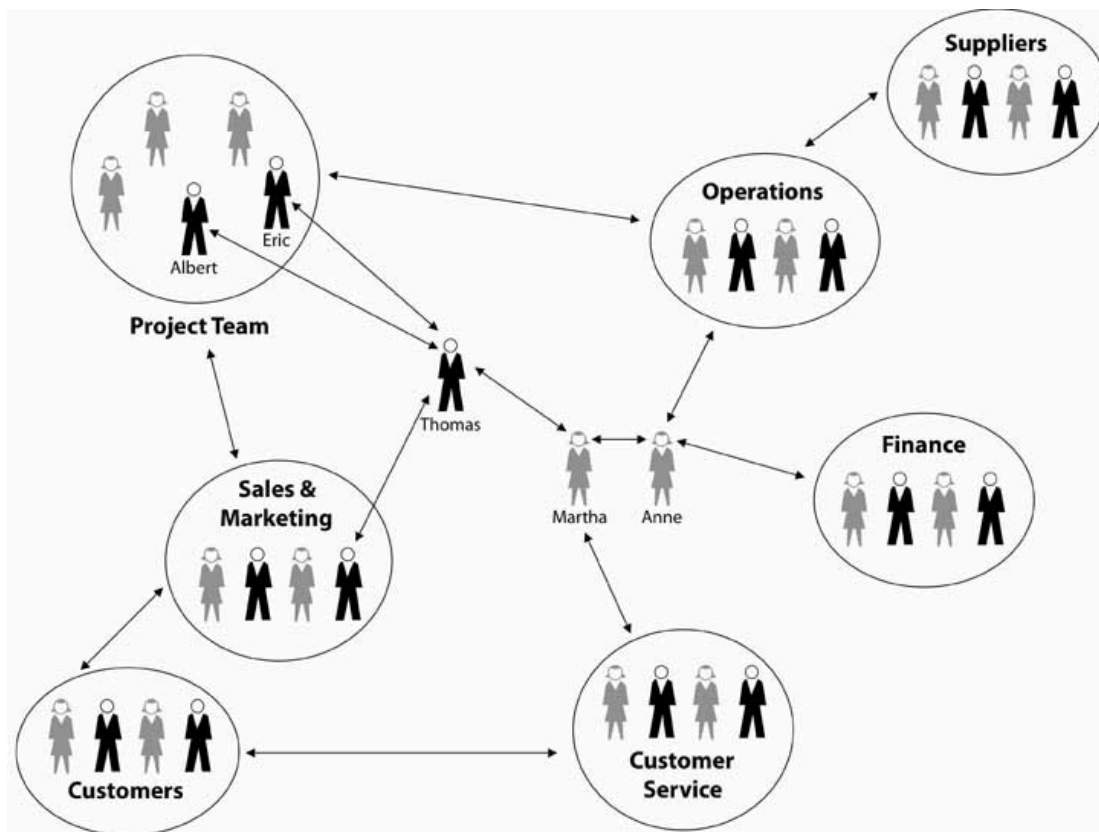 Suppliers
Operations
Eric
Albert
Project Team
Thomas
Finance
Sales &
Marketing
Martha
Anne
Customer
Service
Customers